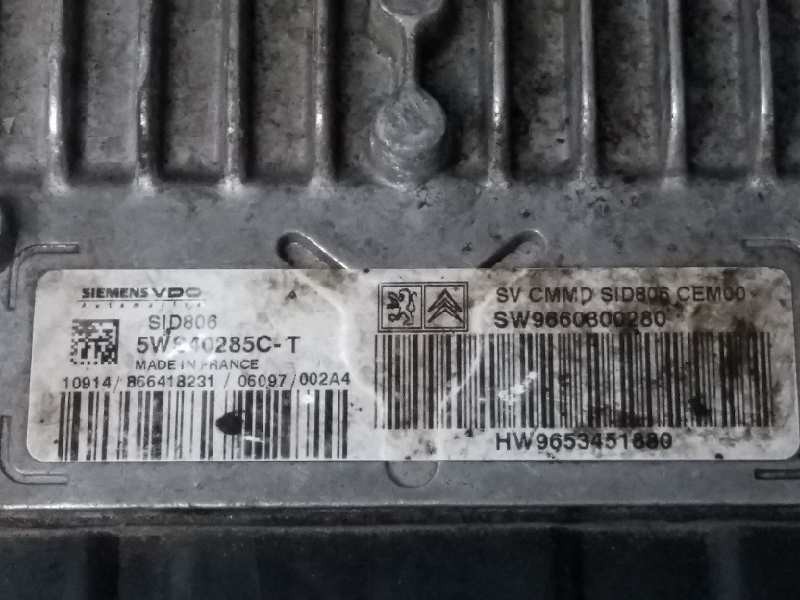 SIEMENS VDO
Automotive
SID806
5WS40285C-T
MADE IN FRANCE
10914/866418231/06097/002A4
SV CMMD SID806 CEM00
SW9660600280
HW9653451880